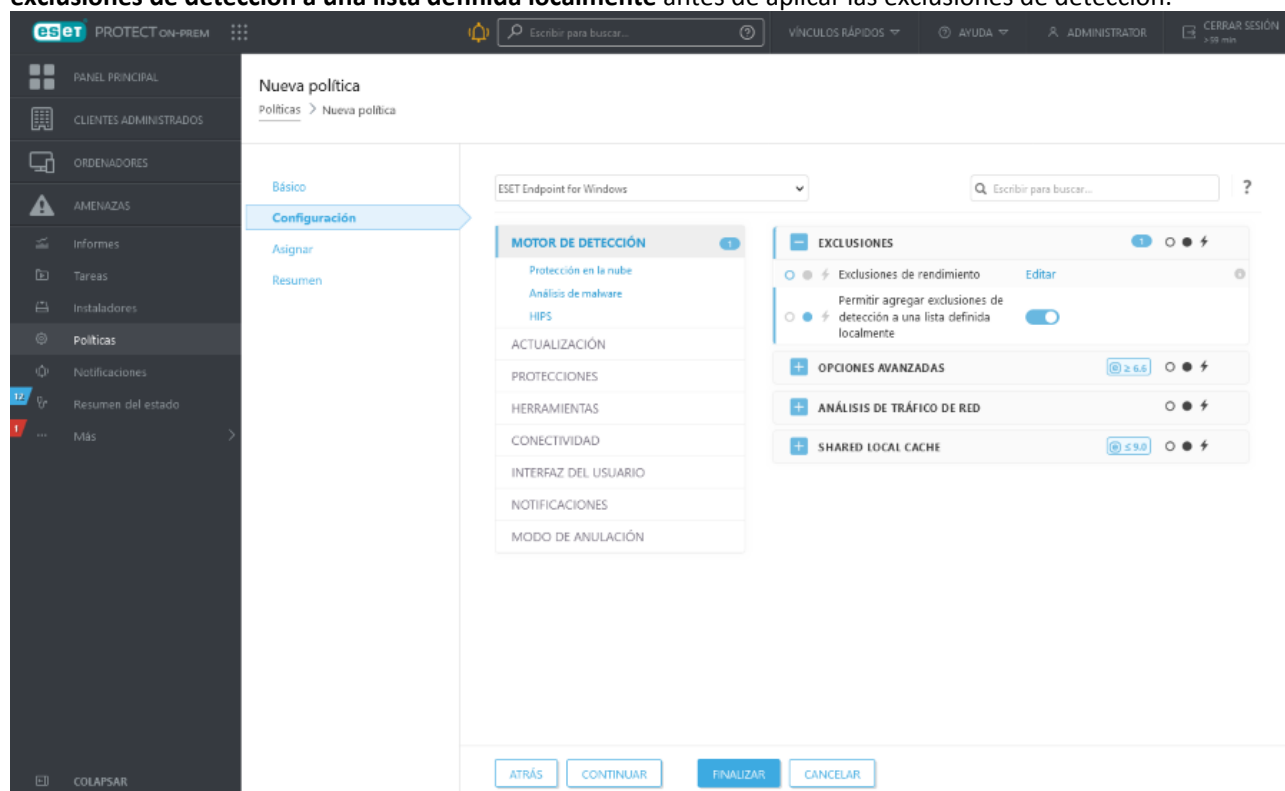 exclusiones de detección a una lista definida localmente antes de aplicar las exclusiones de detección.
eset PROTECT ON-PREM
Escribir para buscar...
VÍNCULOS RÁPIDOS
AYUDA
ADMINISTRATOR
CERRAR SESIÓN
>59 min
PANEL PRINCIPAL
CLIENTES ADMINISTRADOS
ORDENADORES
AMENAZAS
Informes
Tareas
Instaladores
Políticas
Notificaciones
12
Resumen del estado
1
Más
COLAPSAR
Nueva política
Políticas > Nueva política
Básico
Configuración
Asignar
Resumen
ESET Endpoint for Windows
Escribir para buscar...
?
MOTOR DE DETECCIÓN 1
Protección en la nube
Análisis de malware
HIPS
ACTUALIZACIÓN
PROTECCIONES
HERRAMIENTAS
CONECTIVIDAD
INTERFAZ DEL USUARIO
NOTIFICACIONES
MODO DE ANULACIÓN
EXCLUSIONES 1
Exclusiones de rendimiento Editar
Permitir agregar exclusiones de
detección a una lista definida
localmente
OPCIONES AVANZADAS ≥ 6.6
ANÁLISIS DE TRÁFICO DE RED
SHARED LOCAL CACHE ≤ 9.0
ATRÁS
CONTINUAR
FINALIZAR
CANCELAR